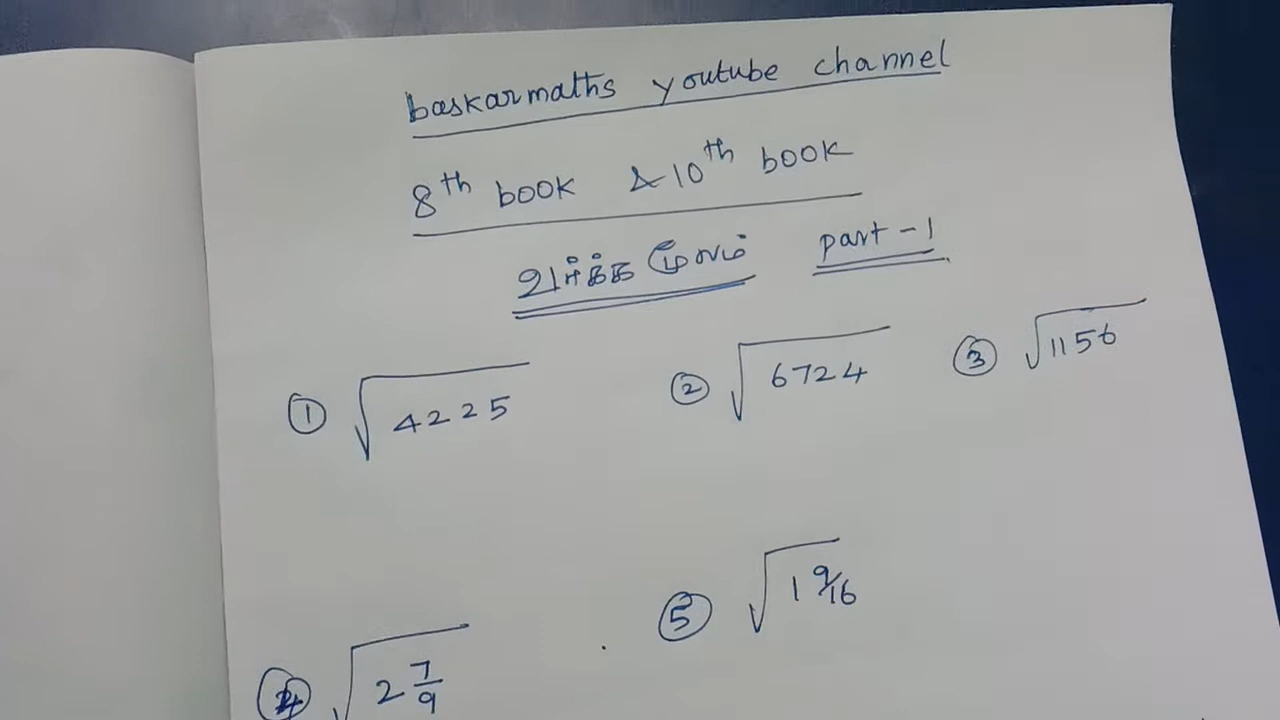 baskarmaths youtube channel
8th book & 10th book
வர்க்க மூலம் part - 1
① √4225 ② √6724 ③ √1156
④ √2 7/9 ⑤ √1 9/16